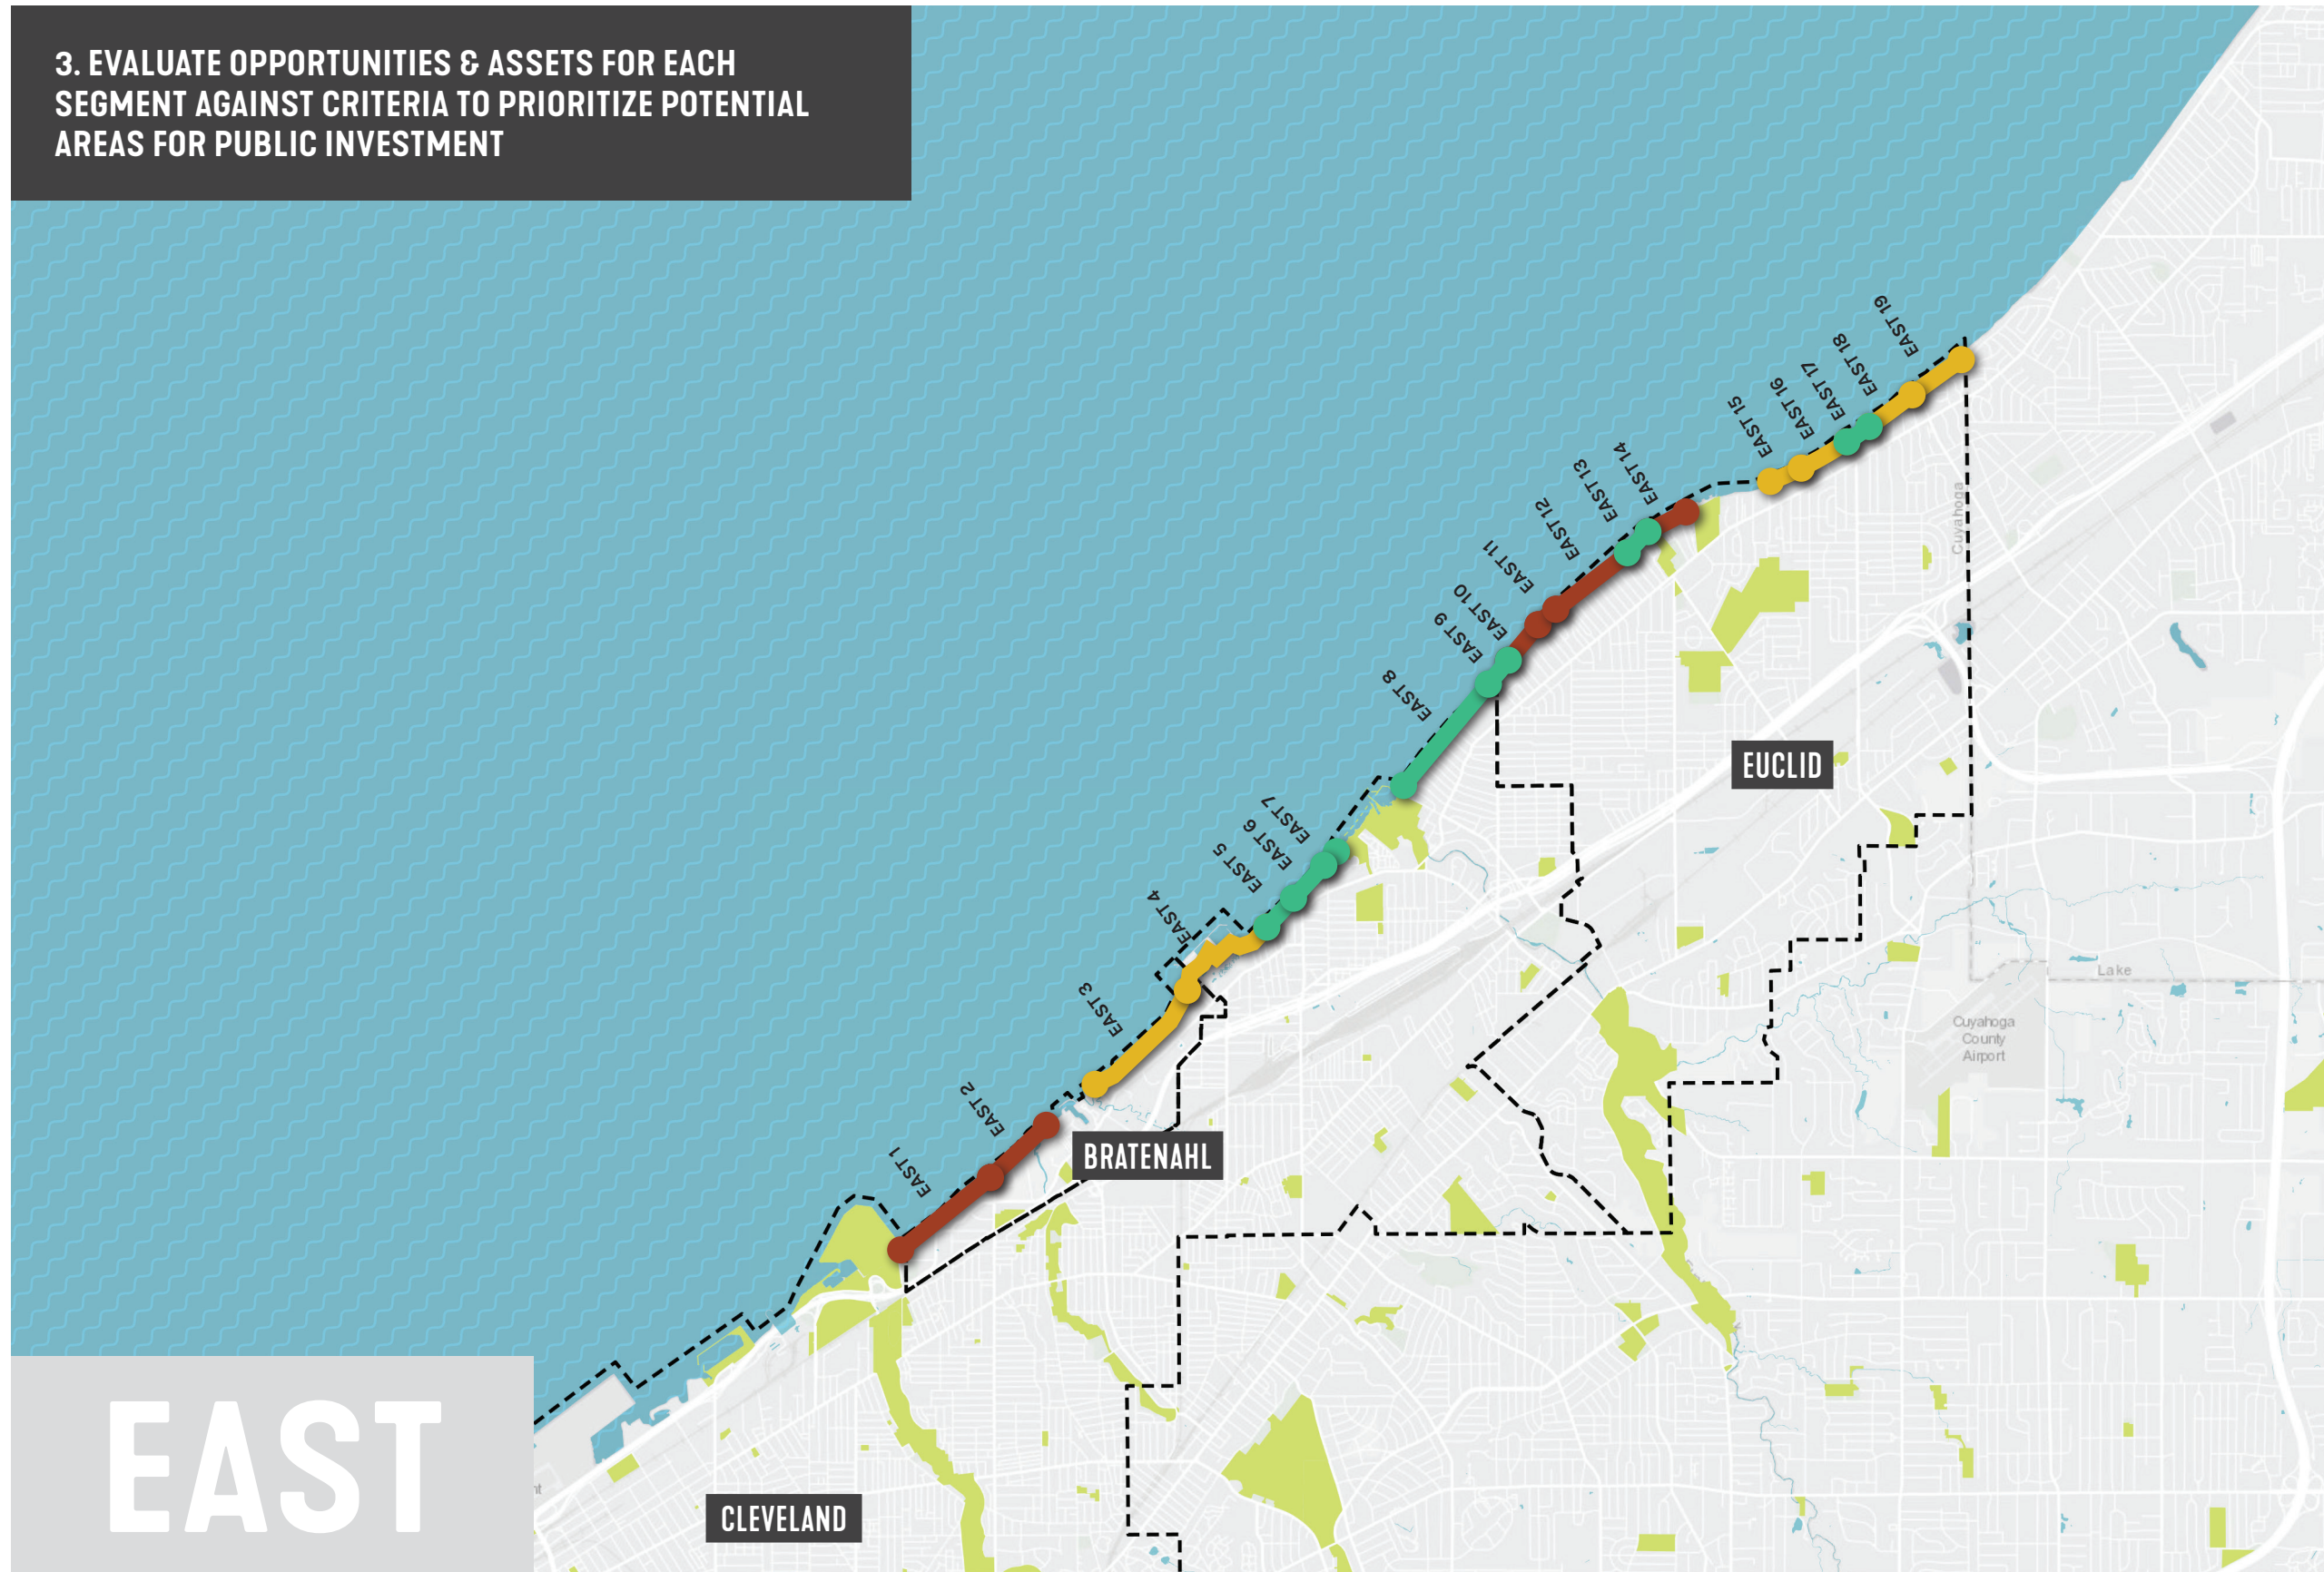 3. EVALUATE OPPORTUNITIES & ASSETS FOR EACH
SEGMENT AGAINST CRITERIA TO PRIORITIZE POTENTIAL
AREAS FOR PUBLIC INVESTMENT
EAST 19
EAST 18
EAST 17
EAST 16
EAST 15
EAST 14
EAST 13
EAST 12
EAST 11
EAST 10
EAST 9
EAST 8
EAST 7
EAST 6
EAST 5
EAST 4
EAST 3
EAST 2
EAST 1
Cuyahoga
EUCLID
Lake
Cuyahoga
County
Airport
BRATENAHL
CLEVELAND
EAST